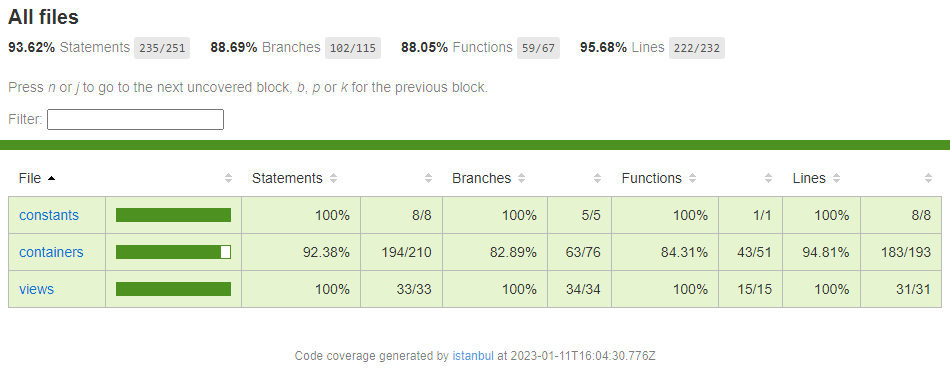 All files
93.62% Statements 235/251 88.69% Branches 102/115 88.05% Functions 59/67 95.68% Lines 222/232
Press n or j to go to the next uncovered block, b, p or k for the previous block.
Filter:
File Statements Branches Functions Lines
constants 100% 8/8 100% 5/5 100% 1/1 100% 8/8
containers 92.38% 194/210 82.89% 63/76 84.31% 43/51 94.81% 183/193
views 100% 33/33 100% 34/34 100% 15/15 100% 31/31
Code coverage generated by istanbul at 2023-01-11T16:04:30.776Z